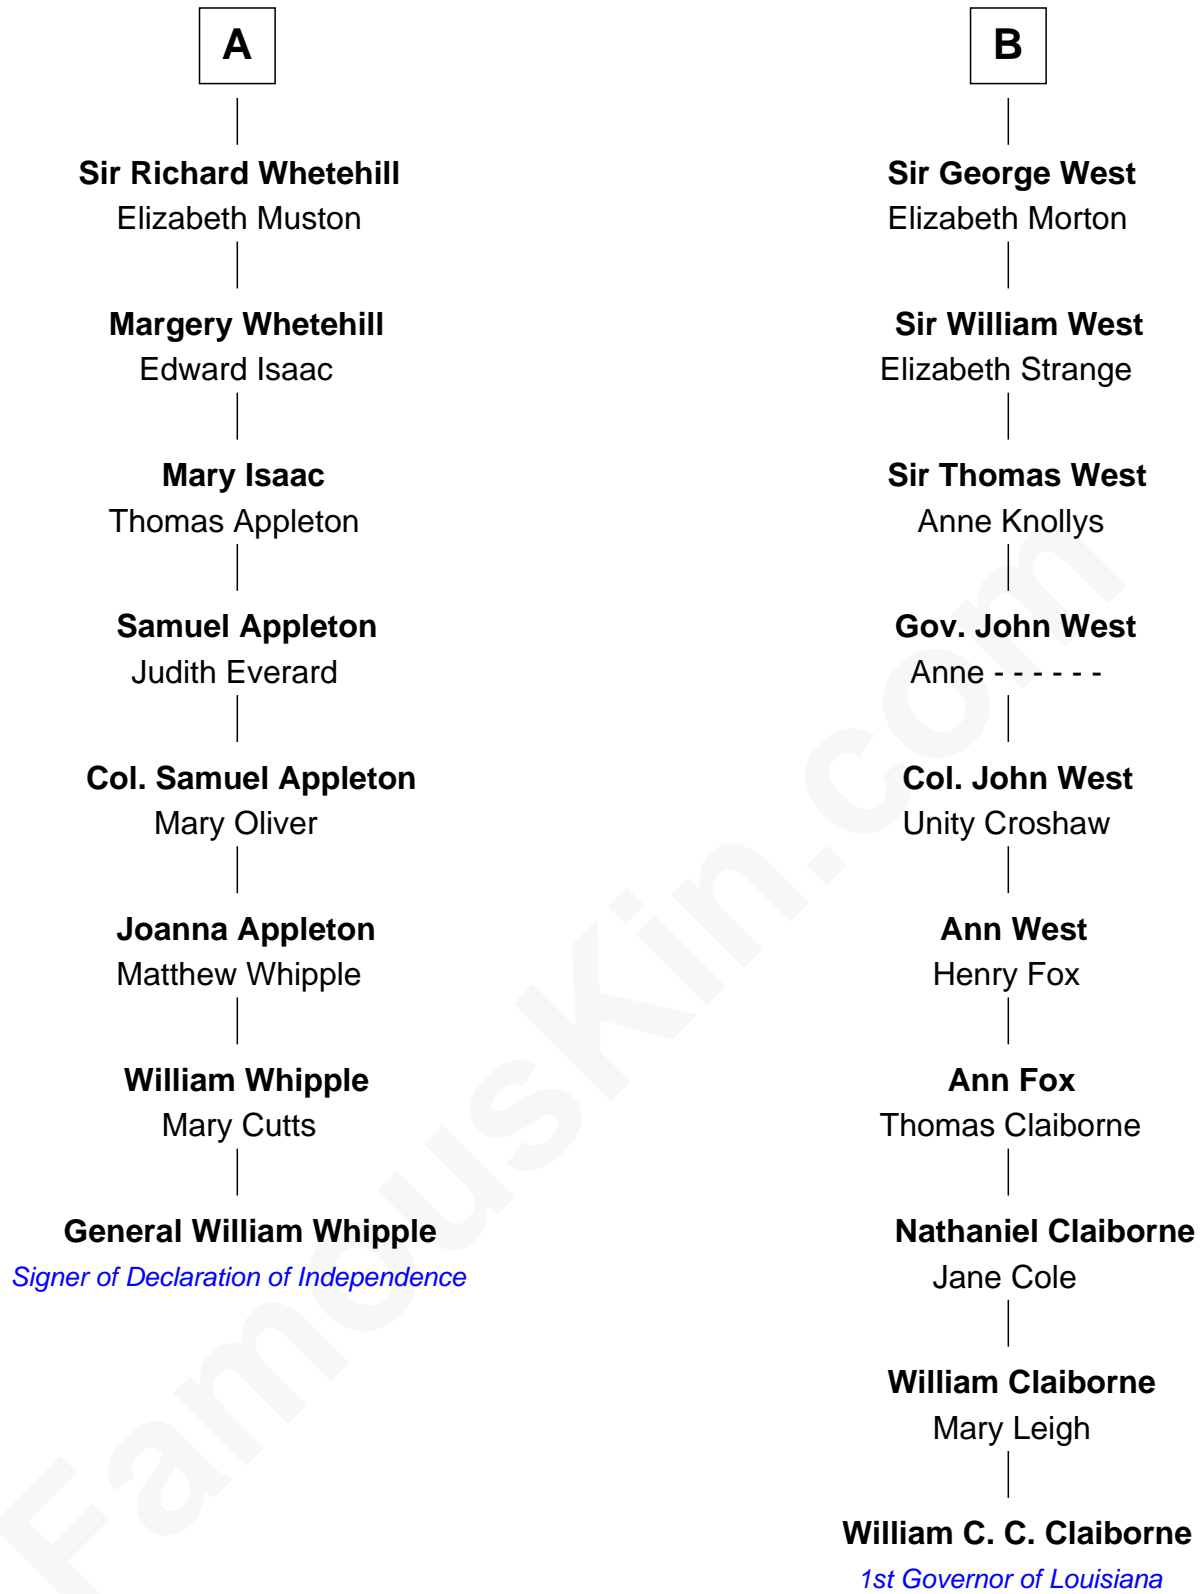 A
Sir Richard Whetehill
Elizabeth Muston
Margery Whetehill
Edward Isaac
Mary Isaac
Thomas Appleton
Samuel Appleton
Judith Everard
Col. Samuel Appleton
Mary Oliver
Joanna Appleton
Matthew Whipple
William Whipple
Mary Cutts
General William Whipple
Signer of Declaration of Independence
B
Sir George West
Elizabeth Morton
Sir William West
Elizabeth Strange
Sir Thomas West
Anne Knollys
Gov. John West
Anne - - - - - -
Col. John West
Unity Croshaw
Ann West
Henry Fox
Ann Fox
Thomas Claiborne
Nathaniel Claiborne
Jane Cole
William Claiborne
Mary Leigh
William C. C. Claiborne
1st Governor of Louisiana
FamousKin.com